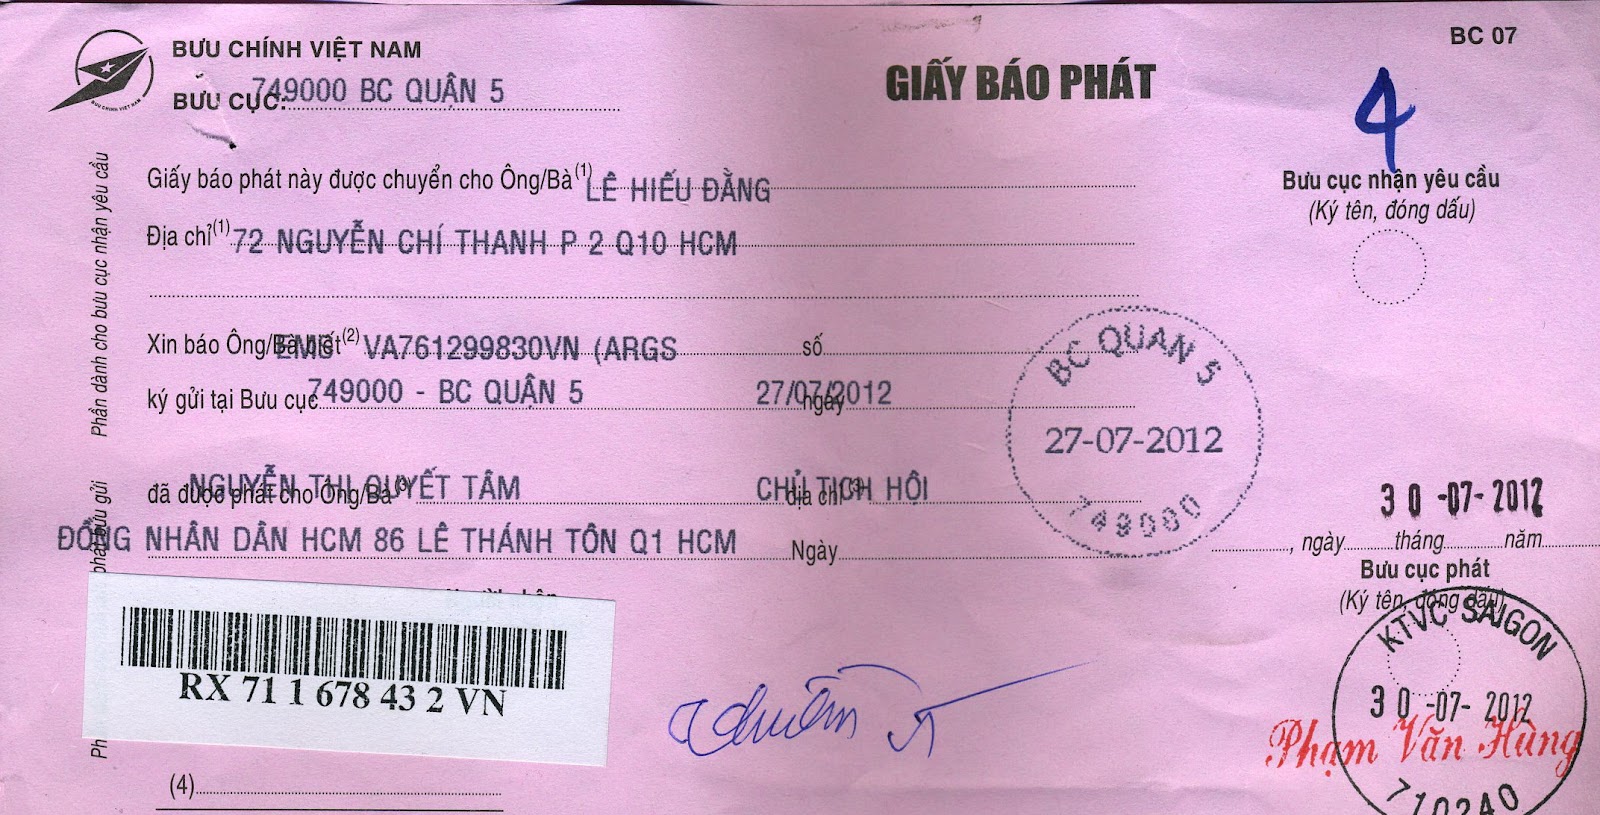 BƯU CHÍNH VIỆT NAM
BC 07
BƯU CỤC: 749000 BC QUẬN 5
GIẤY BÁO PHÁT
4
BƯU CHÍNH VIỆT NAM
Giấy báo phát này được chuyển cho Ông/Bà(1) LÊ HIẾU ĐẰNG
Bưu cục nhận yêu cầu
(Ký tên, đóng dấu)
Địa chỉ(1) 72 NGUYỄN CHÍ THANH P 2 Q10 HCM
Phần dành cho bưu cục nhận yêu cầu
Xin báo Ông/Bà biết(2) EMS VA761299830VN (ARGS số
ký gửi tại Bưu cục 749000 - BC QUẬN 5 ngày 27/07/2012
BC QUAN 5
27-07-2012
749000
đã được phát cho Ông/Bà(3) NGUYỄN THỊ QUYẾT TÂM địa chỉ(3) CHỦ TỊCH HỘI
ĐỒNG NHÂN DÂN HCM 86 LÊ THÁNH TÔN Q1 HCM Ngày
30-07-2012
, ngày tháng năm
Bưu cục phát
(Ký tên, đóng dấu)
RX 71 1 678 43 2 VN
KTVC SAIGON
30-07-2012
Phạm Văn Hùng
710240
(4)